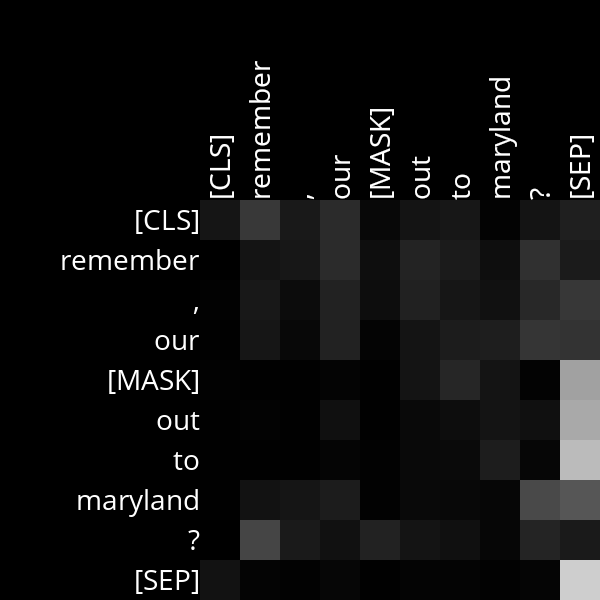 [CLS] remember , our [MASK] out to maryland ? [SEP]
[CLS]
remember
,
our
[MASK]
out
to
maryland
?
[SEP]